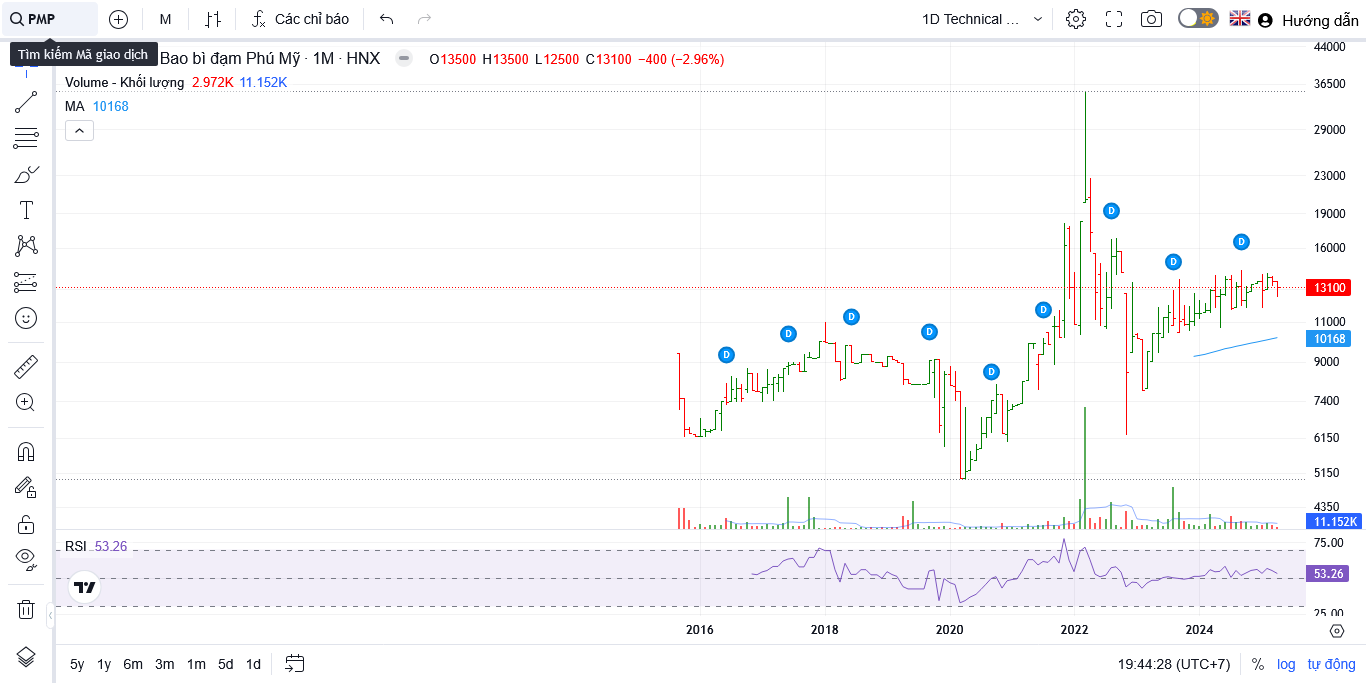 PMP
M
Các chỉ báo
1D Technical ...
Hướng dẫn
Tìm kiếm Mã giao dịch
Bao bì đạm Phú Mỹ · 1M · HNX
O13500 H13500 L12500 C13100 −400 (−2.96%)
Volume - Khối lượng 2.972K 11.152K
MA 10168
44000
36500
29000
23000
19000
16000
13100
11000
10168
9000
7400
6150
5150
4350
11.152K
D
D
D
D
D
D
D
D
D
RSI 53.26
75.00
53.26
25.00
2016
2018
2020
2022
2024
5y 1y 6m 3m 1m 5d 1d
19:44:28 (UTC+7)
%
log
tự động